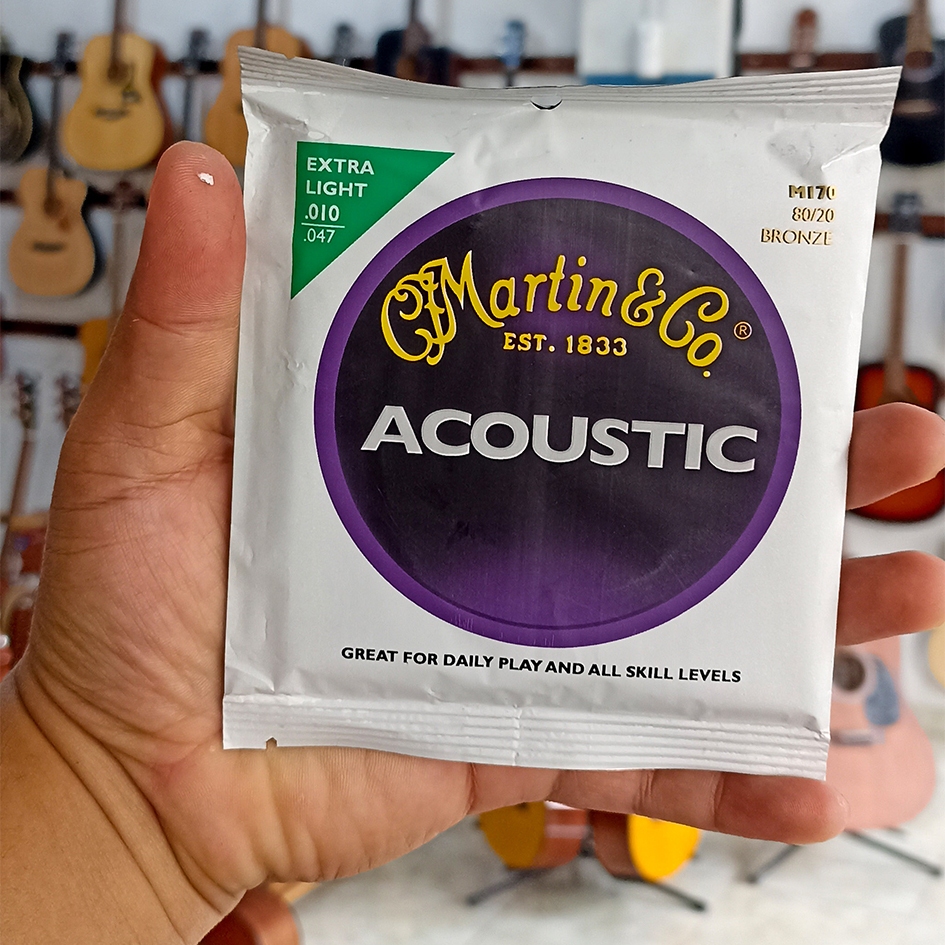 EXTRA
LIGHT
.010
.047
M170
80/20
BRONZE
CFMartin & Co.®
EST. 1833
ACOUSTIC
GREAT FOR DAILY PLAY AND ALL SKILL LEVELS